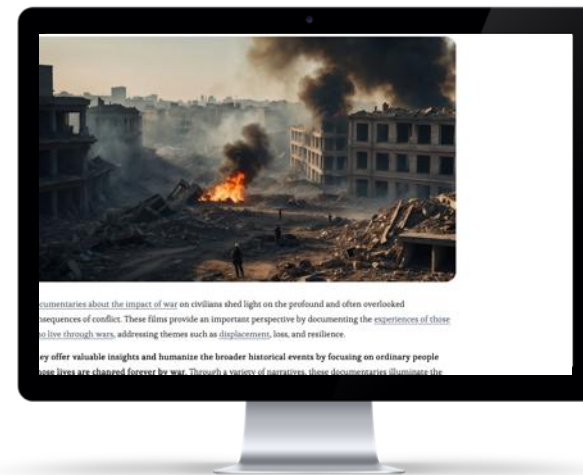 cumentaries about the impact of war on civilians shed light on the profound and often overlooked
nsequences of conflict. These films provide an important perspective by documenting the experiences of those
o live through wars, addressing themes such as displacement, loss, and resilience.
ey offer valuable insights and humanize the broader historical events by focusing on ordinary people
ose lives are changed forever by war. Through a variety of narratives, these documentaries illuminate the